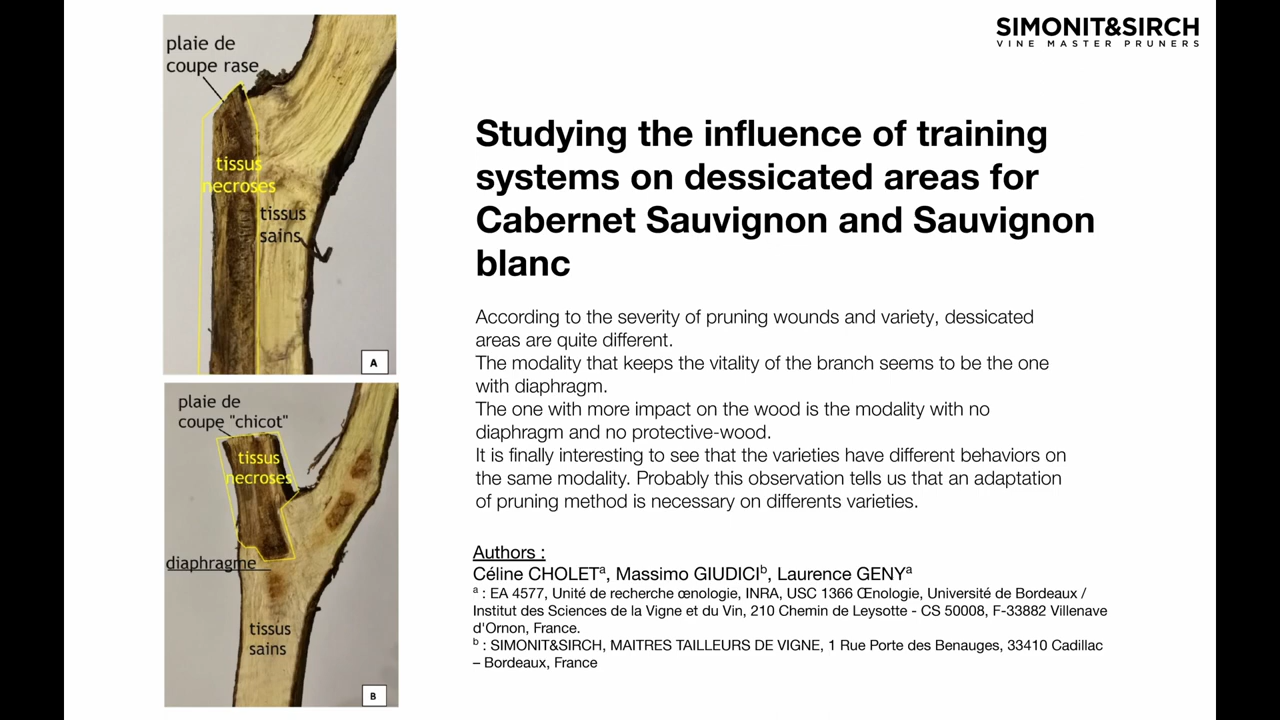 SIMONIT&SIRCH
VINE MASTER PRUNERS
plaie de
coupe rase
tissus
necroses
tissus
sains
A
plaie de
coupe "chicot"
tissus
necroses
diaphragme
tissus
sains
B
Studying the influence of training
systems on dessicated areas for
Cabernet Sauvignon and Sauvignon
blanc
According to the severity of pruning wounds and variety, dessicated
areas are quite different.
The modality that keeps the vitality of the branch seems to be the one
with diaphragm.
The one with more impact on the wood is the modality with no
diaphragm and no protective-wood.
It is finally interesting to see that the varieties have different behaviors on
the same modality. Probably this observation tells us that an adaptation
of pruning method is necessary on differents varieties.
Authors :
Céline CHOLETᵃ, Massimo GIUDICIᵇ, Laurence GENYᵃ
ᵃ : EA 4577, Unité de recherche œnologie, INRA, USC 1366 Œnologie, Université de Bordeaux /
Institut des Sciences de la Vigne et du Vin, 210 Chemin de Leysotte - CS 50008, F-33882 Villenave
d'Ornon, France.
ᵇ : SIMONIT&SIRCH, MAITRES TAILLEURS DE VIGNE, 1 Rue Porte des Benauges, 33410 Cadillac
– Bordeaux, France